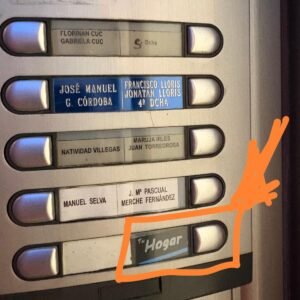 FLORINAN CUC
GABRIELA CUC
5 Dcha
JOSÉ MANUEL
G. CÓRDOBA
FRANCISCO LLORIS
JONATAN LLORIS
4º DCHA
NATIVIDAD VILLEGAS
MARUJA IRLES
JUAN TORREGROSA
MANUEL SELVA
J. Mª PASCUAL
MERCHE FERNÁNDEZ
Hogar